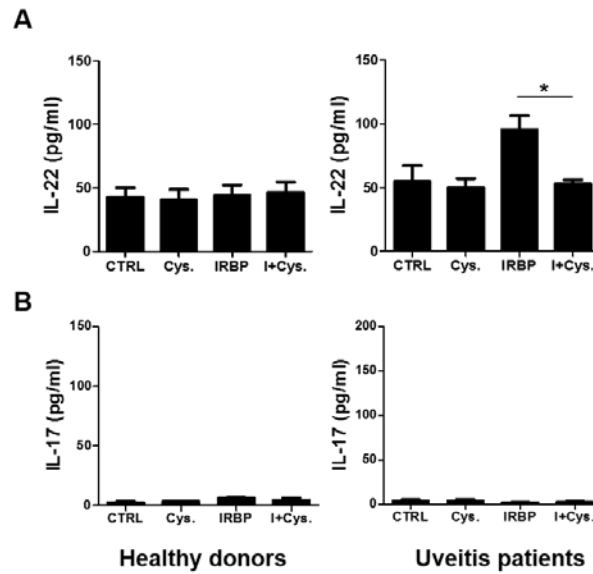 A
IL-22 (pg/ml)
150
100
50
0
CTRL Cys. IRBP I+Cys.
IL-22 (pg/ml)
150
100
50
0
*
CTRL Cys. IRBP I+Cys.
B
IL-17 (pg/ml)
150
100
50
0
CTRL Cys. IRBP I+Cys.
IL-17 (pg/ml)
200
150
100
50
0
CTRL Cys. IRBP I+Cys.
Healthy donors
Uveitis patients